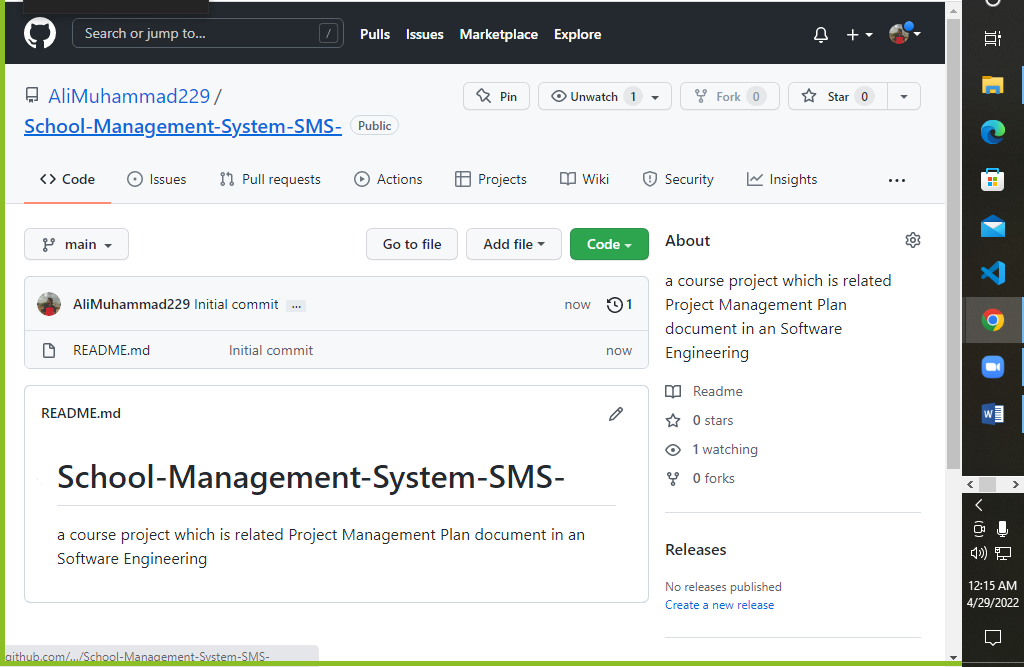 Search or jump to... /
Pulls Issues Marketplace Explore
AliMuhammad229 /
School-Management-System-SMS- Public
Pin
Unwatch 1
Fork 0
Star 0
Code Issues Pull requests Actions Projects Wiki Security Insights ...
main
Go to file Add file Code
AliMuhammad229 Initial commit ... now 1
README.md Initial commit now
README.md
School-Management-System-SMS-
a course project which is related Project Management Plan document in an
Software Engineering
About
a course project which is related
Project Management Plan
document in an Software
Engineering
Readme
0 stars
1 watching
0 forks
Releases
No releases published
Create a new release
github.com/.../School-Management-System-SMS-
W
12:15 AM
4/29/2022